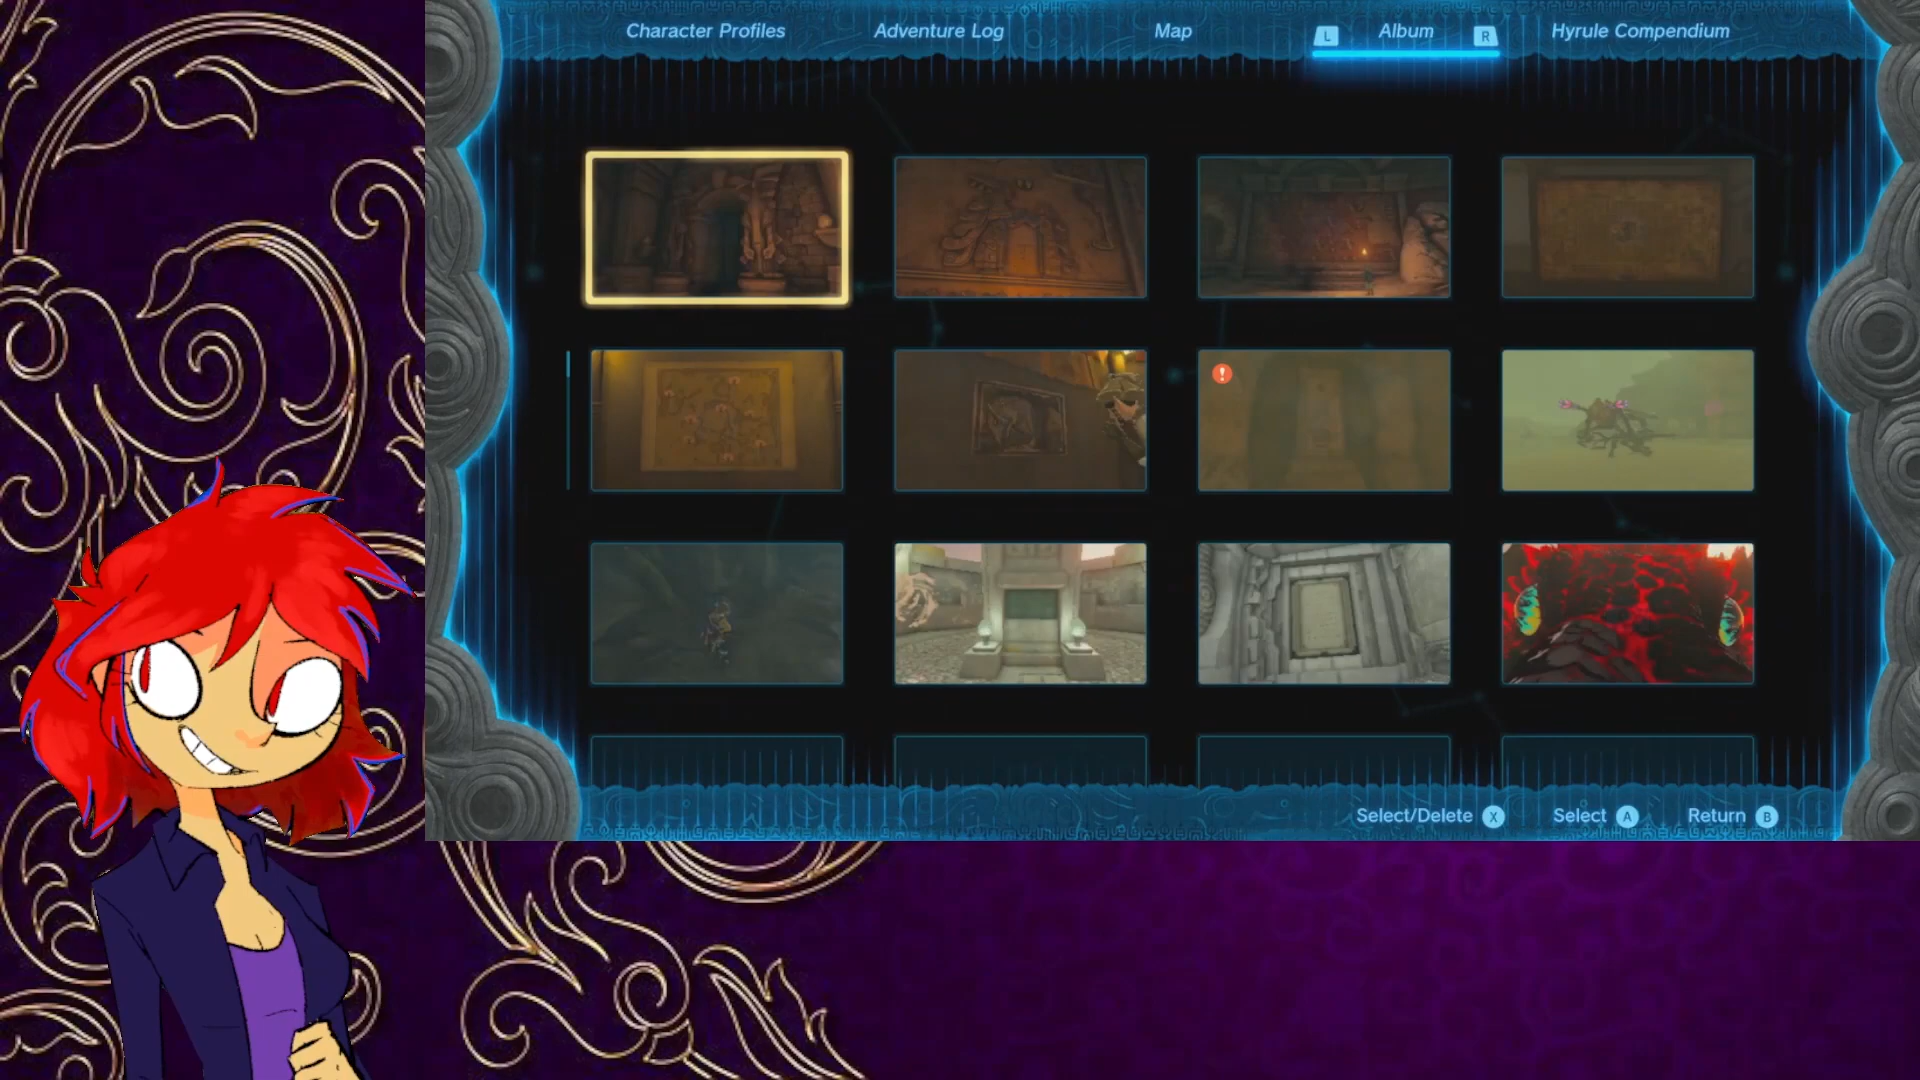 Character Profiles
Adventure Log
Map
L
Album
R
Hyrule Compendium
!
Select/Delete X
Select A
Return B